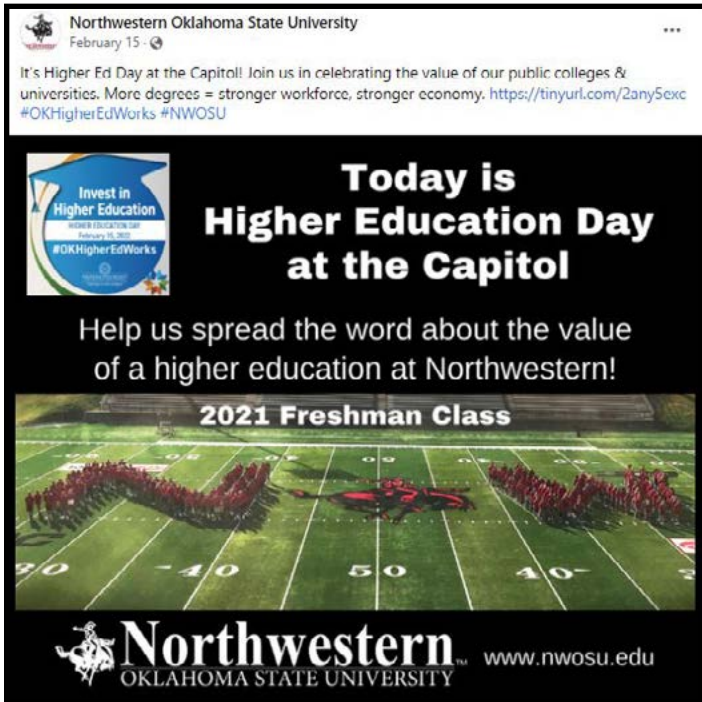 Northwestern Oklahoma State University
February 15 ·
It's Higher Ed Day at the Capitol! Join us in celebrating the value of our public colleges &
universities. More degrees = stronger workforce, stronger economy. https://tinyurl.com/2any5exc
#OKHigherEdWorks #NWOSU
Invest in
Higher Education
HIGHER EDUCATION DAY
February 15, 2022
#OKHigherEdWorks
Today is
Higher Education Day
at the Capitol
Help us spread the word about the value
of a higher education at Northwestern!
2021 Freshman Class
40 50 40
Northwestern™ www.nwosu.edu
OKLAHOMA STATE UNIVERSITY